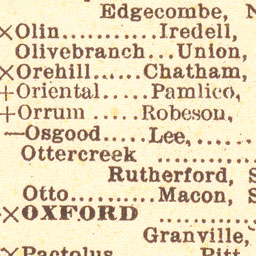 Edgecombe,
×Olin...........Iredell,
Olivebranch...Union,
×Orehill......Chatham,
+Oriental.....Pamlico,
+Orrum.....Robeson,
—Osgood.....Lee,......
Ottercreek ..........
Rutherford, S
Otto..........Macon, S
×OXFORD ..........
Granville,
×Pactolus Pitt